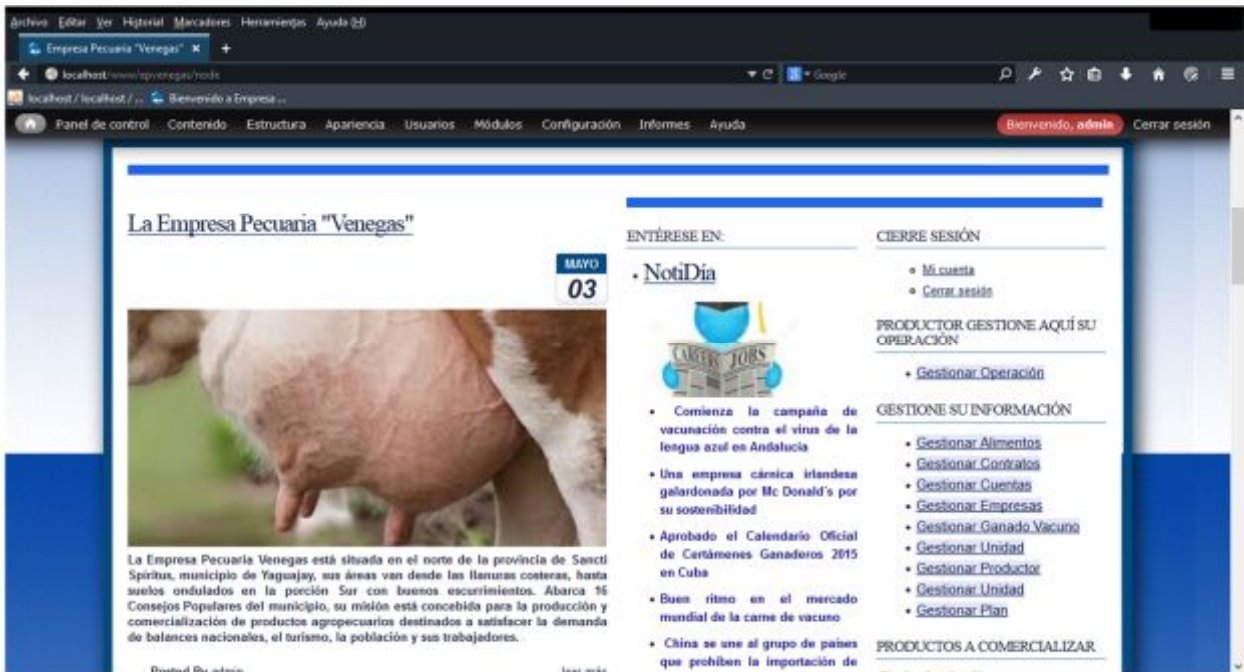 Archivo Editar Ver Historial Marcadores Herramientas Ayuda (H)
Empresa Pecuaria "Venegas" × +
localhost/www/epvenegas/node
Google
localhost / localhost / ... Bienvenido a Empresa ...
Panel de control Contenido Estructura Apariencia Usuarios Módulos Configuración Informes Ayuda
Bienvenido, admin Cerrar sesión
La Empresa Pecuaria "Venegas"
MAYO
03
La Empresa Pecuaria Venegas está situada en el norte de la provincia de Sancti
Spíritus, municipio de Yaguajay, sus áreas van desde las llanuras costeras, hasta
suelos ondulados en la porción Sur con buenos escurrimientos. Abarca 16
Consejos Populares del municipio, su misión está concebida para la producción y
comercialización de productos agropecuarios destinados a satisfacer la demanda
de balances nacionales, el turismo, la población y sus trabajadores.
Posted By admin
leer más
ENTÉRESE EN:
• NotiDía
CAREERS JOBS
• Comienza la campaña de
vacunación contra el virus de la
lengua azul en Andalucía
• Una empresa cárnica irlandesa
galardonada por Mc Donald's por
su sostenibilidad
• Aprobado el Calendario Oficial
de Certámenes Ganaderos 2015
en Cuba
• Buen ritmo en el mercado
mundial de la carne de vacuno
• China se une al grupo de países
que prohiben la importación de
CIERRE SESIÓN
Mi cuenta
Cerrar sesión
PRODUCTOR GESTIONE AQUÍ SU
OPERACIÓN
• Gestionar Operación
GESTIONE SU INFORMACIÓN
• Gestionar Alimentos
• Gestionar Contratos
• Gestionar Cuentas
• Gestionar Empresas
• Gestionar Ganado Vacuno
• Gestionar Unidad
• Gestionar Productor
• Gestionar Unidad
• Gestionar Plan
PRODUCTOS A COMERCIALIZAR